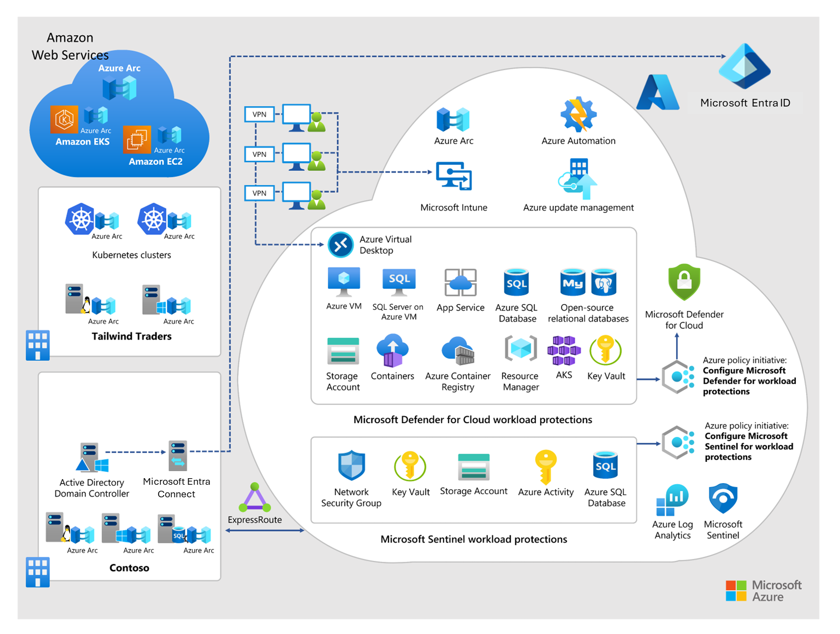 Amazon
Web Services
Azure Arc
Azure Arc
Amazon EKS
Azure Arc
Amazon EC2
Azure Arc
Azure Arc
Kubernetes clusters
Azure Arc
Azure Arc
Tailwind Traders
Active Directory
Domain Controller
Microsoft Entra
Connect
Azure Arc
Azure Arc
SQL
Azure Arc
Contoso
ExpressRoute
VPN
VPN
VPN
Microsoft Entra ID
Azure Arc
Azure Automation
Microsoft Intune
Azure update management
Azure Virtual
Desktop
Azure VM
SQL
SQL Server on
Azure VM
App Service
SQL
Azure SQL
Database
My
Open-source
relational databases
Storage
Account
Containers
Azure Container
Registry
Resource
Manager
AKS
Key Vault
Microsoft Defender for Cloud workload protections
Network
Security Group
Key Vault
Storage Account
Azure Activity
SQL
Azure SQL
Database
Microsoft Sentinel workload protections
Microsoft Defender
for Cloud
Azure policy initiative:
Configure Microsoft
Defender for workload
protections
Azure policy initiative:
Configure Microsoft
Sentinel for workload
protections
Azure Log
Analytics
Microsoft
Sentinel
Microsoft
Azure